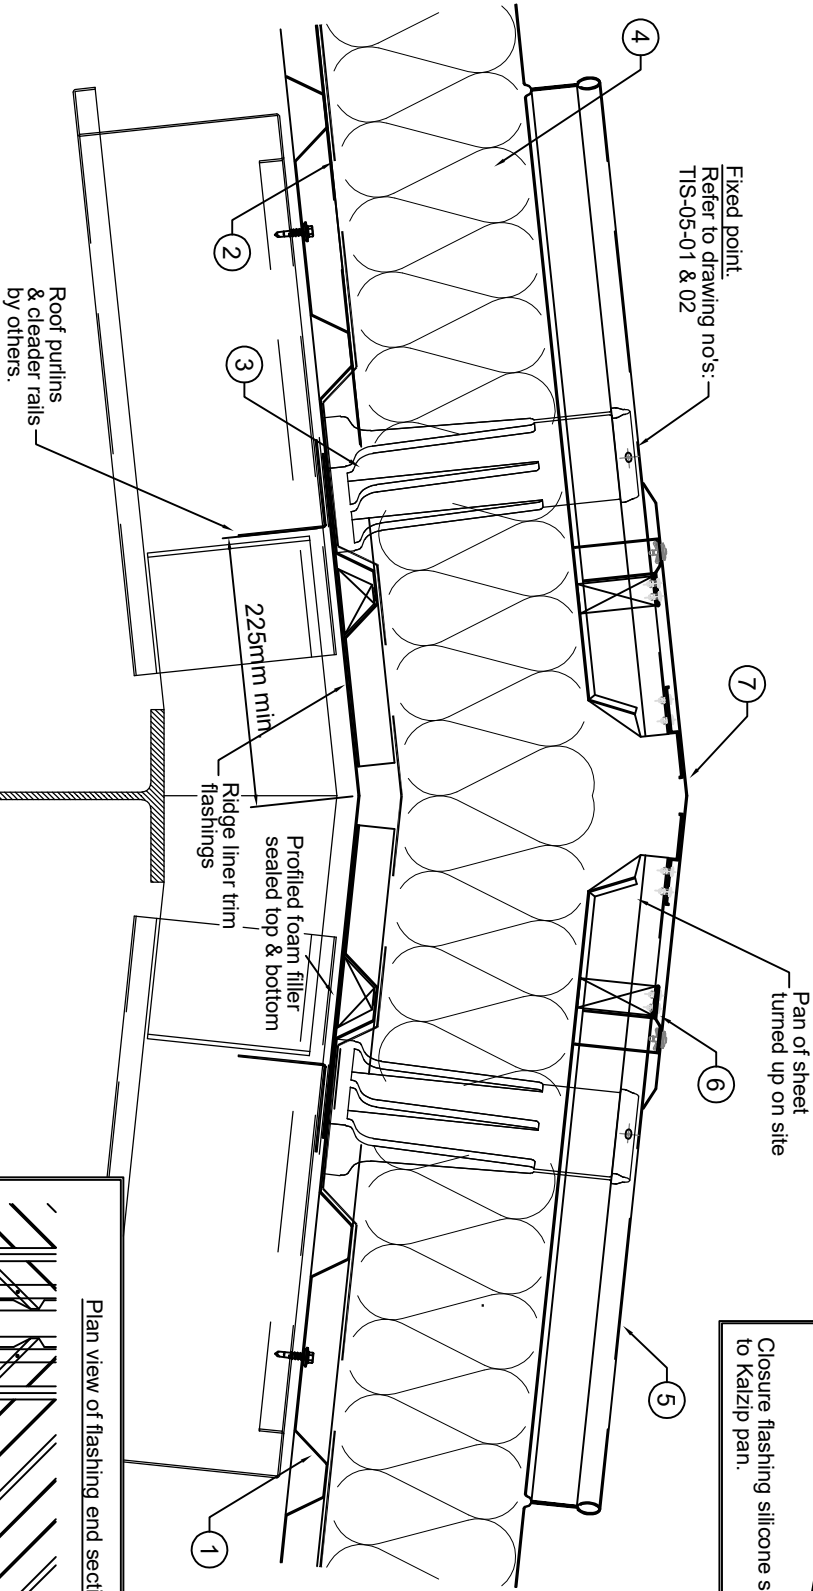 Fixed point.
Refer to drawing no's:-
TIS-05-01 & 02
4
2
3
Roof purlins
& cleader rails
by others.
225mm min
Ridge liner trim
flashings
Profiled foam filler
sealed top & bottom
7
Pan of sheet
turned up on site
6
5
1
Closure flashing silicone s
to Kalzip pan.
Plan view of flashing end secti